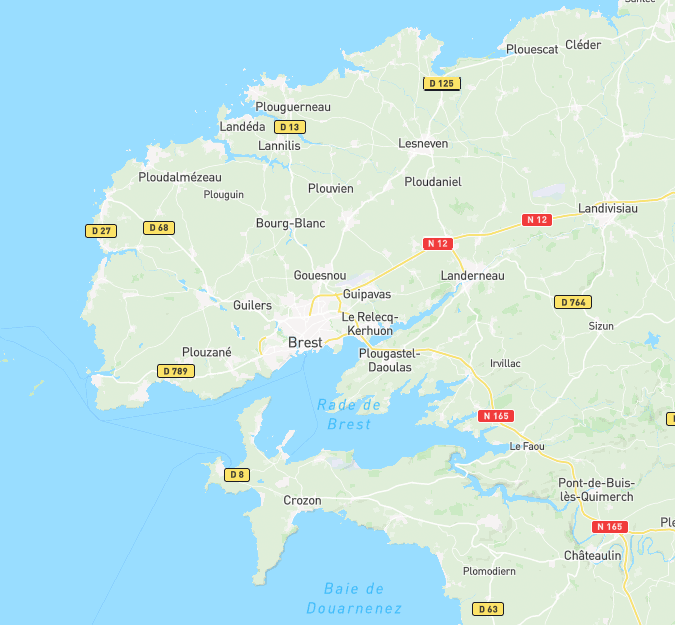 Plouescat
Cléder
D 125
Plouguerneau
Landéda
D 13
Lannilis
Lesneven
Ploudalmézeau
Plouguin
Plouvien
Ploudaniel
Landivisiau
D 27
D 68
Bourg-Blanc
N 12
N 12
Gouesnou
Landerneau
Guipavas
Guilers
D 764
Le Relecq-
Kerhuon
Sizun
Brest
Plouzané
Plougastel-
Daoulas
Irvillac
D 789
Rade de
Brest
N 165
Le Faou
D 8
Crozon
Pont-de-Buis-
lès-Quimerch
N 165
Ple
Châteaulin
Plomodiern
Baie de
Douarnenez
D 63